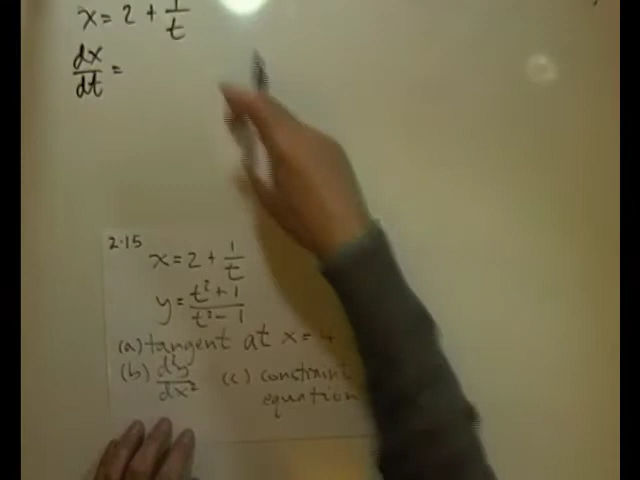 x = 2 + 1/t
dx/dt =
2.15
x = 2 + 1/t
y = (t² + 1)/(t² - 1)
(a) tangent at x = 4
(b) d²y/dx² (c) constraint
equation